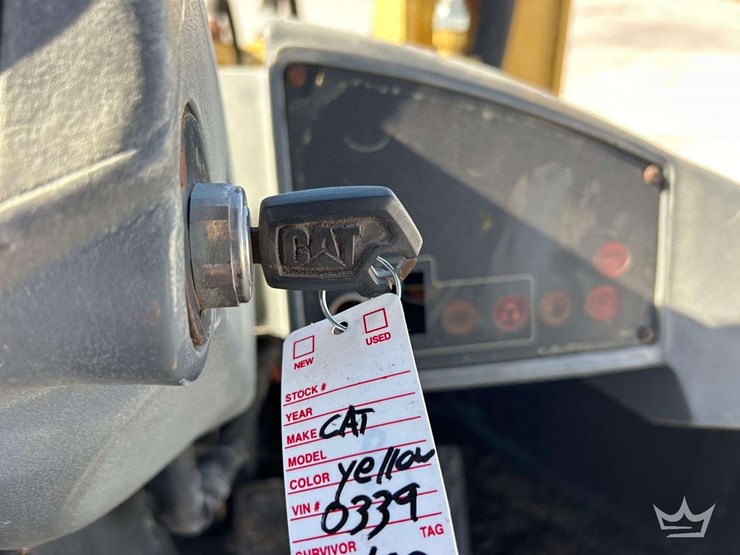 CAT
NEW
USED
STOCK #
YEAR
MAKE CAT
MODEL
COLOR yellow
VIN # 0339
SURVIVOR TAG